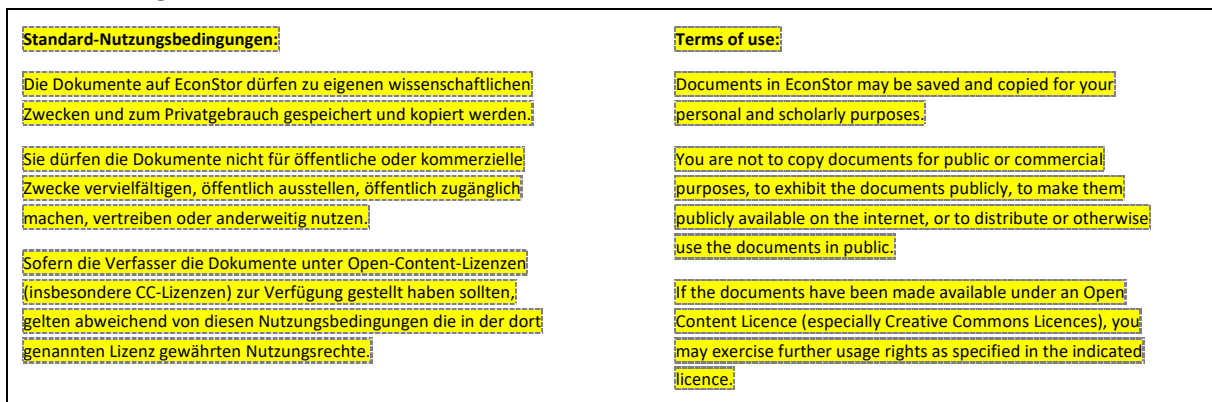 Standard-Nutzungsbedingungen:
Die Dokumente auf EconStor dürfen zu eigenen wissenschaftlichen
Zwecken und zum Privatgebrauch gespeichert und kopiert werden.
Sie dürfen die Dokumente nicht für öffentliche oder kommerzielle
Zwecke vervielfältigen, öffentlich ausstellen, öffentlich zugänglich
machen, vertreiben oder anderweitig nutzen.
Sofern die Verfasser die Dokumente unter Open-Content-Lizenzen
(insbesondere CC-Lizenzen) zur Verfügung gestellt haben sollten,
gelten abweichend von diesen Nutzungsbedingungen die in der dort
genannten Lizenz gewährten Nutzungsrechte.
Terms of use:
Documents in EconStor may be saved and copied for your
personal and scholarly purposes.
You are not to copy documents for public or commercial
purposes, to exhibit the documents publicly, to make them
publicly available on the internet, or to distribute or otherwise
use the documents in public.
If the documents have been made available under an Open
Content Licence (especially Creative Commons Licences), you
may exercise further usage rights as specified in the indicated
licence.